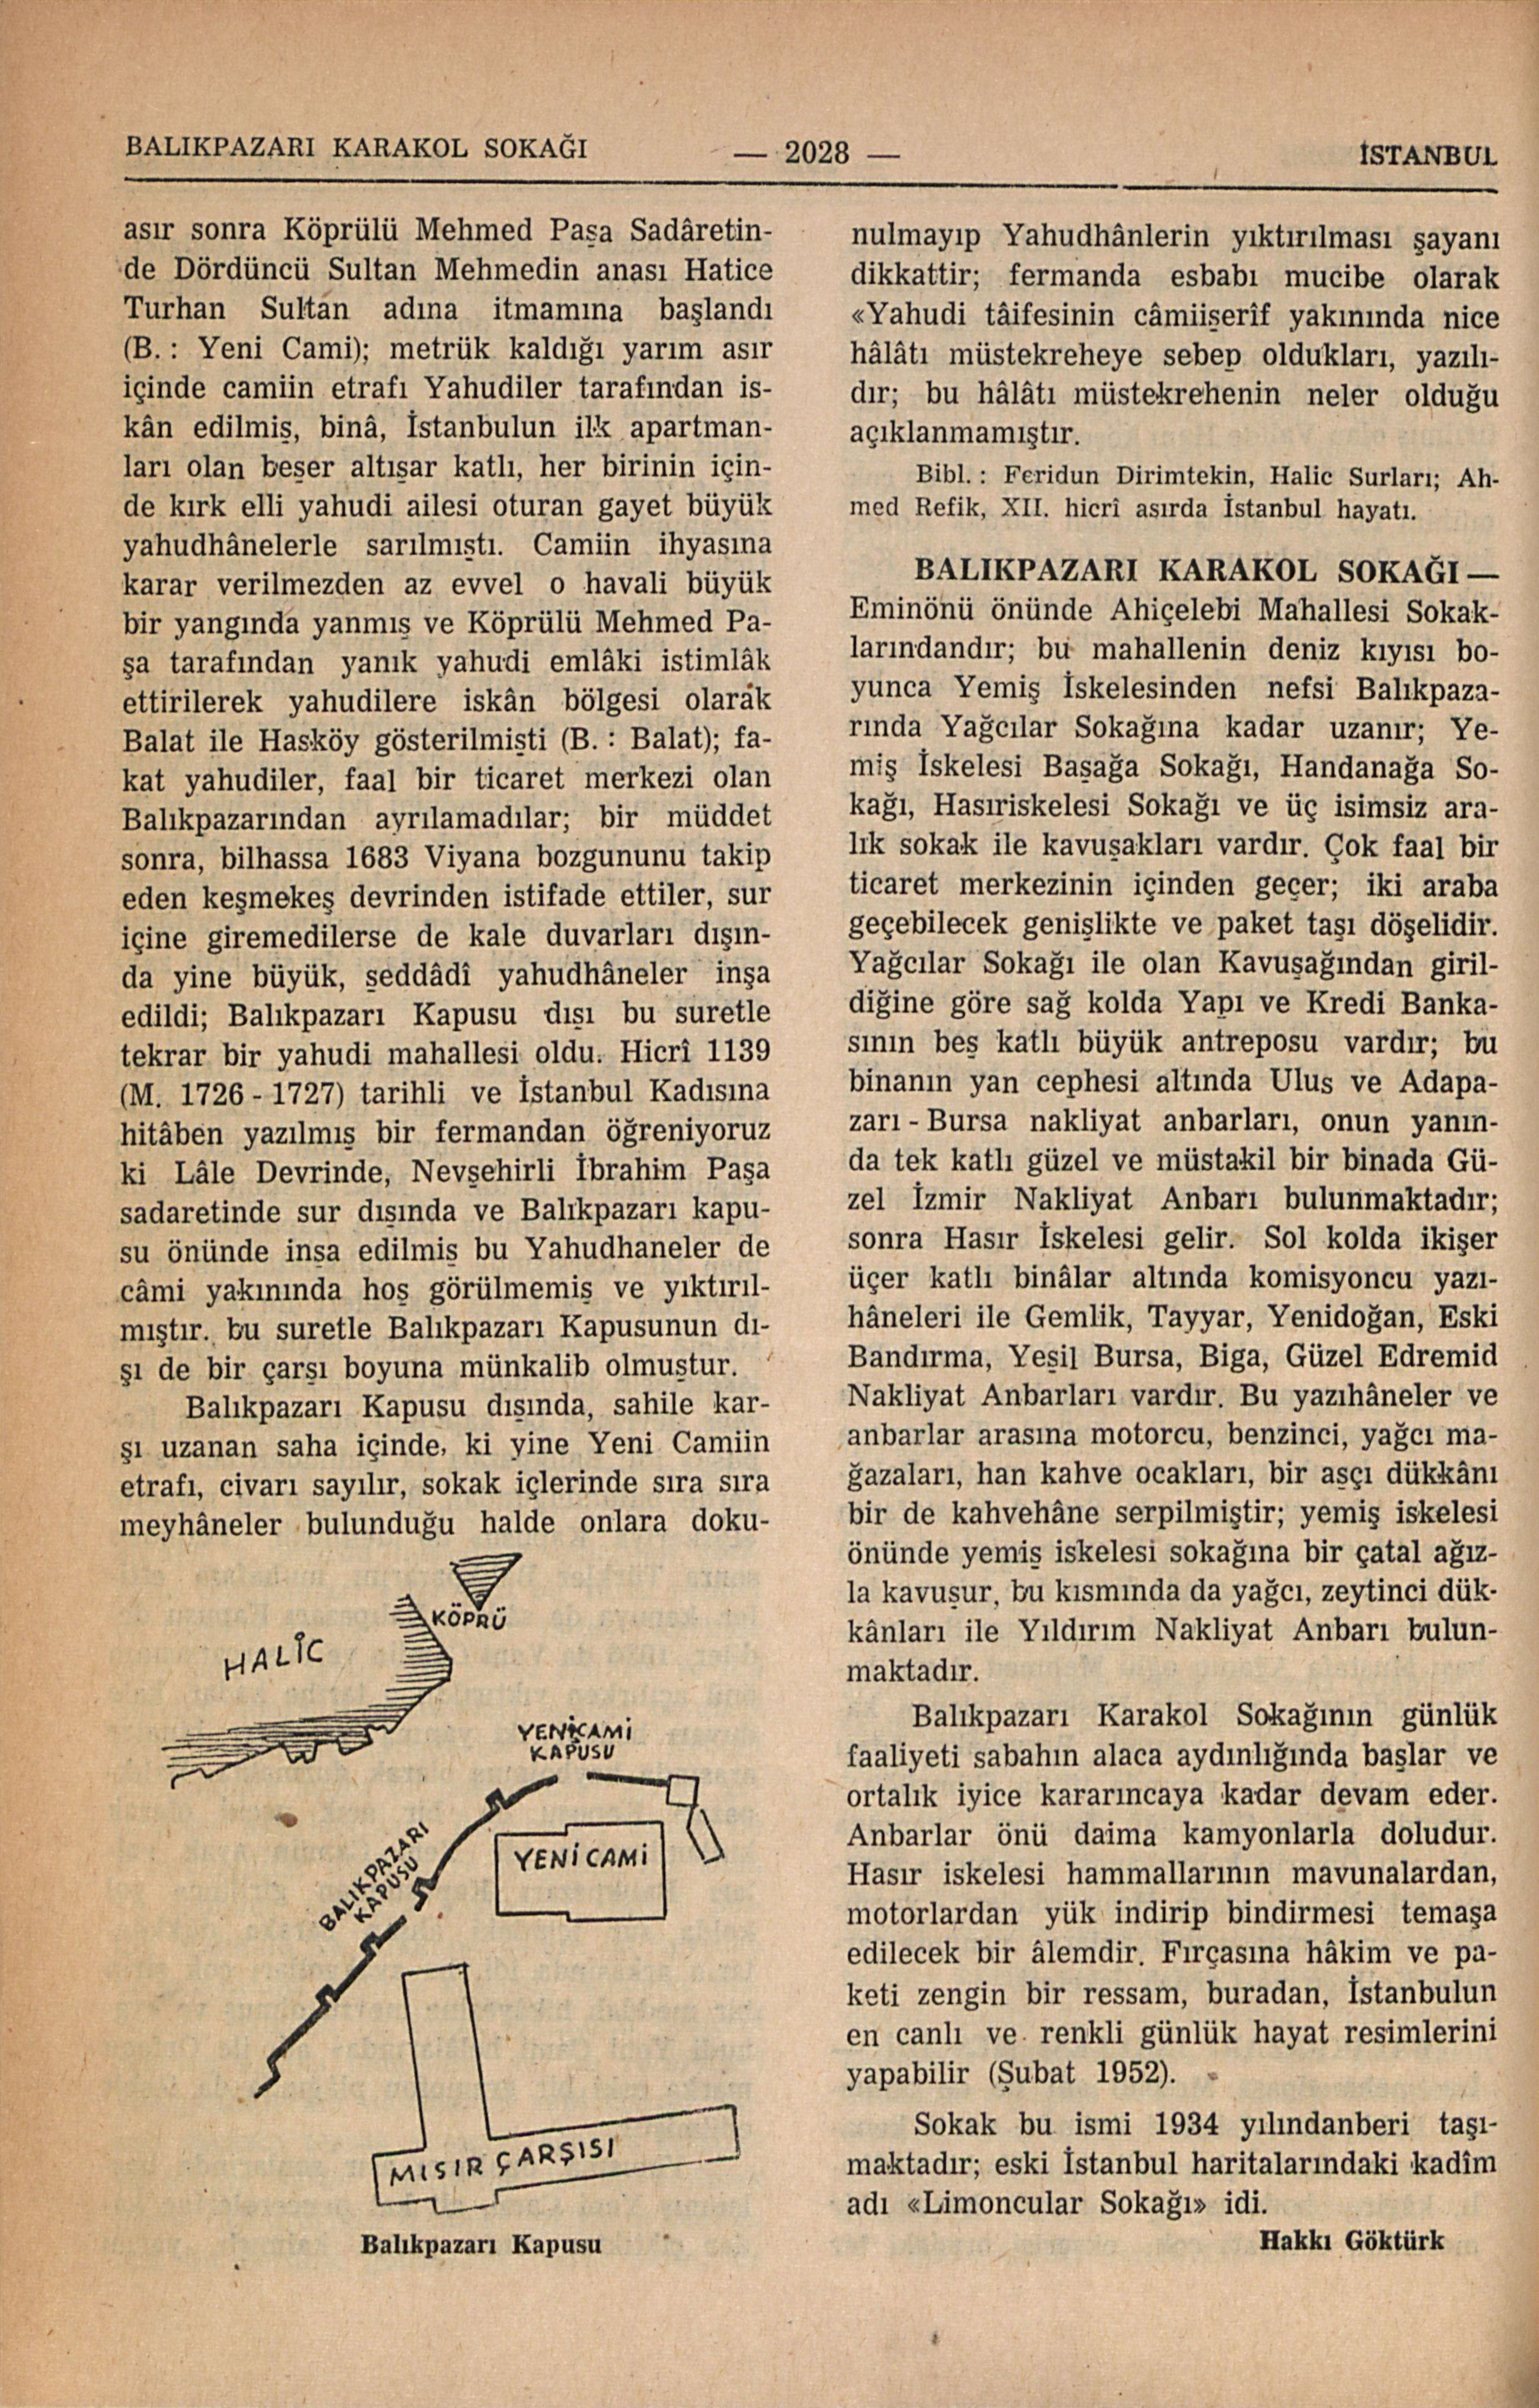 BALIKPAZARI KARAKOL SOKAĞI — 2028 — İSTANBUL
asır sonra Köprülü Mehmed Paşa Sadâretin-
de Dördüncü Sultan Mehmedin anası Hatice
Turhan Sultan adına itmamına başlandı
(B. : Yeni Cami); metrük kaldığı yarım asır
içinde camiin etrafı Yahudiler tarafından is-
kân edilmiş, binâ, İstanbulun ilk apartman-
ları olan beşer altışar katlı, her birinin için-
de kırk elli yahudi ailesi oturan gayet büyük
yahudhânelerle sarılmıştı. Camiin ihyasına
karar verilmezden az evvel o havali büyük
bir yangında yanmış ve Köprülü Mehmed Pa-
şa tarafından yanık yahudi emlâki istimlâk
ettirilerek yahudilere iskân bölgesi olarak
Balat ile Hasköy gösterilmişti (B. : Balat); fa-
kat yahudiler, faal bir ticaret merkezi olan
Balıkpazarından ayrılamadılar; bir müddet
sonra, bilhassa 1683 Viyana bozgununu takip
eden keşmekeş devrinden istifade ettiler, sur
içine giremedilerse de kale duvarları dışın-
da yine büyük, şeddâdî yahudhâneler inşa
edildi; Balıkpazarı Kapusu dışı bu suretle
tekrar bir yahudi mahallesi oldu. Hicrî 1139
(M. 1726 - 1727) tarihli ve İstanbul Kadısına
hitâben yazılmış bir fermandan öğreniyoruz
ki Lâle Devrinde, Nevşehirli İbrahim Paşa
sadaretinde sur dışında ve Balıkpazarı kapu-
su önünde inşa edilmiş bu Yahudhaneler de
câmi yakınında hoş görülmemiş ve yıktırıl-
mıştır. bu suretle Balıkpazarı Kapusunun dı-
şı de bir çarşı boyuna münkalib olmuştur.
Balıkpazarı Kapusu dışında, sahile kar-
şı uzanan saha içinde, ki yine Yeni Camiin
etrafı, civarı sayılır, sokak içlerinde sıra sıra
meyhâneler bulunduğu halde onlara doku-
KÖPRÜ
HALİC
YENİCAMİ
KAPUSU
BALIKPAZARI
KAPUSU
YENİCAMİ
MISIR ÇARŞISI
Balıkpazarı Kapusu
nulmayıp Yahudhânlerin yıktırılması şayanı
dikkattir; fermanda esbabı mucibe olarak
«Yahudi tâifesinin câmiişerîf yakınında nice
hâlâtı müstekreheye sebep oldukları, yazılı-
dır; bu hâlâtı müstekrehenin neler olduğu
açıklanmamıştır.
Bibl. : Feridun Dirimtekin, Halic Surları; Ah-
med Refik, XII. hicrî asırda İstanbul hayatı.
BALIKPAZARI KARAKOL SOKAĞI —
Eminönü önünde Ahiçelebi Mahallesi Sokak-
larındandır; bu mahallenin deniz kıyısı bo-
yunca Yemiş İskelesinden nefsi Balıkpaza-
rında Yağcılar Sokağına kadar uzanır; Ye-
miş İskelesi Başağa Sokağı, Handanağa So-
kağı, Hasıriskelesi Sokağı ve üç isimsiz ara-
lık sokak ile kavuşakları vardır. Çok faal bir
ticaret merkezinin içinden geçer; iki araba
geçebilecek genişlikte ve paket taşı döşelidir.
Yağcılar Sokağı ile olan Kavuşağından giril-
diğine göre sağ kolda Yapı ve Kredi Banka-
sının beş katlı büyük antreposu vardır; bu
binanın yan cephesi altında Ulus ve Adapa-
zarı - Bursa nakliyat anbarları, onun yanın-
da tek katlı güzel ve müstakil bir binada Gü-
zel İzmir Nakliyat Anbarı bulunmaktadır;
sonra Hasır İskelesi gelir. Sol kolda ikişer
üçer katlı binâlar altında komisyoncu yazı-
hâneleri ile Gemlik, Tayyar, Yenidoğan, Eski
Bandırma, Yeşil Bursa, Biga, Güzel Edremid
Nakliyat Anbarları vardır. Bu yazıhâneler ve
anbarlar arasına motorcu, benzinci, yağcı ma-
ğazaları, han kahve ocakları, bir aşçı dükkânı
bir de kahvehâne serpilmiştir; yemiş iskelesi
önünde yemiş iskelesi sokağına bir çatal ağız-
la kavuşur, bu kısmında da yağcı, zeytinci dük-
kânları ile Yıldırım Nakliyat Anbarı bulun-
maktadır.
Balıkpazarı Karakol Sokağının günlük
faaliyeti sabahın alaca aydınlığında başlar ve
ortalık iyice kararıncaya kadar devam eder.
Anbarlar önü daima kamyonlarla doludur.
Hasır iskelesi hammallarının mavunalardan,
motorlardan yük indirip bindirmesi temaşa
edilecek bir âlemdir. Fırçasına hâkim ve pa-
keti zengin bir ressam, buradan, İstanbulun
en canlı ve renkli günlük hayat resimlerini
yapabilir (Şubat 1952).
Sokak bu ismi 1934 yılındanberi taşı-
maktadır; eski İstanbul haritalarındaki kadîm
adı «Limoncular Sokağı» idi.
Hakkı Göktürk